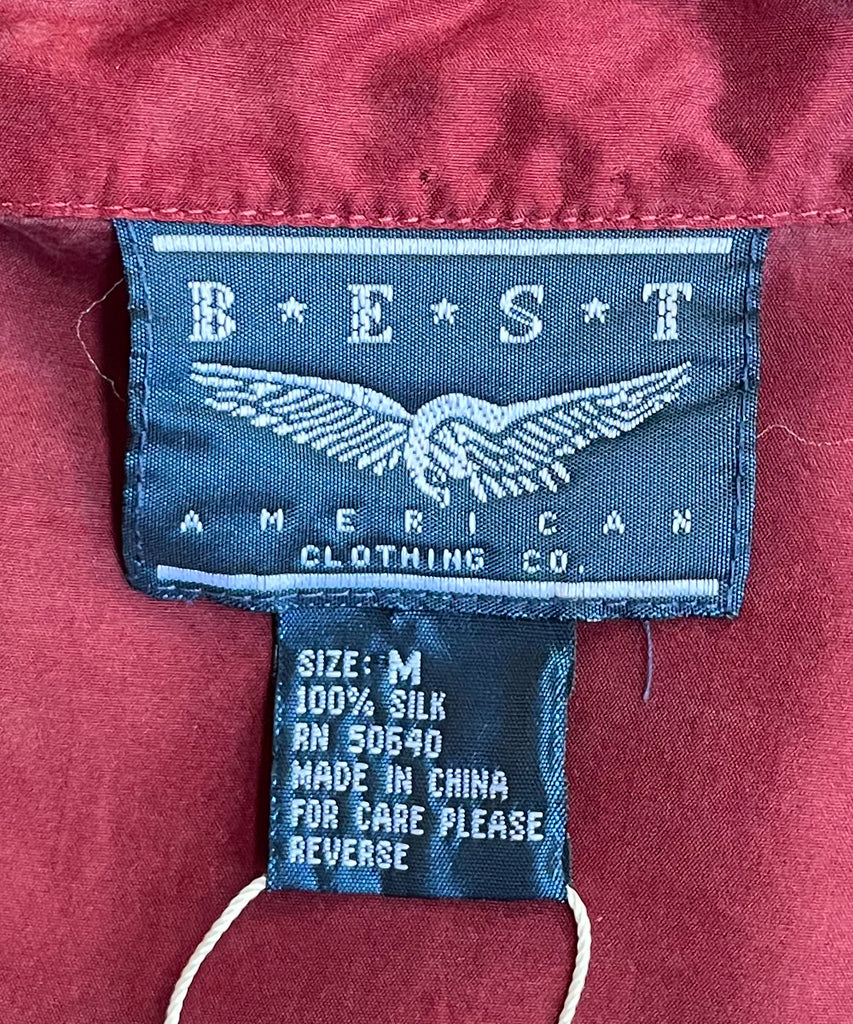 B★E★S★T
AMERICAN
CLOTHING CO.
SIZE: M
100% SILK
RN 50640
MADE IN CHINA
FOR CARE PLEASE
REVERSE